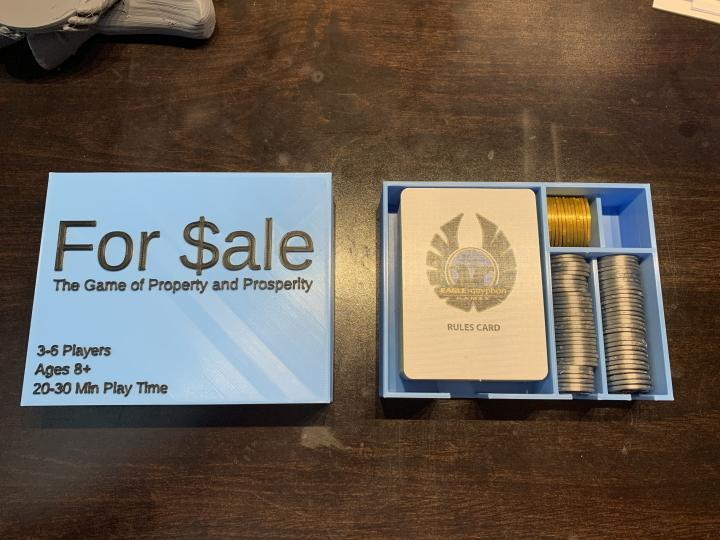 For $ale
The Game of Property and Prosperity
3-6 Players
Ages 8+
20-30 Min Play Time
EAGLE-gryphon
GAMES
RULES CARD